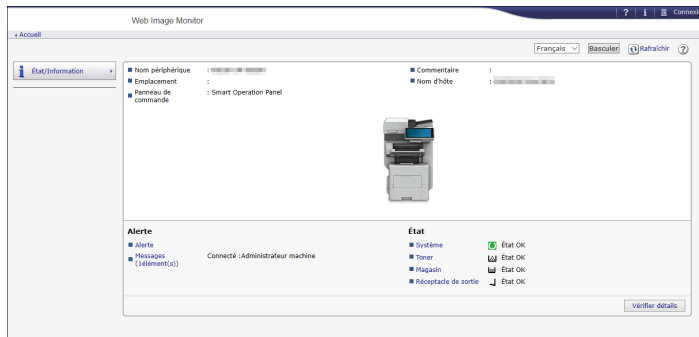 Web Image Monitor
? i Connexi
Accueil
Français Basculer Rafraîchir ?
État/Information
Nom périphérique :
Commentaire :
Emplacement :
Nom d'hôte :
Panneau de commande : Smart Operation Panel
Alerte
État
Alerte
Système État OK
Messages (1élément(s)) Connecté :Administrateur machine
Toner État OK
Magasin État OK
Réceptacle de sortie État OK
Vérifier détails